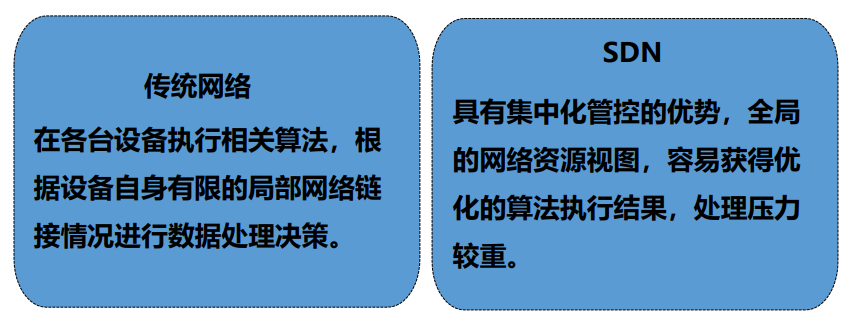 传统网络
在各台设备执行相关算法，根
据设备自身有限的局部网络链
接情况进行数据处理决策。
SDN
具有集中化管控的优势，全局
的网络资源视图，容易获得优
化的算法执行结果，处理压力
较重。